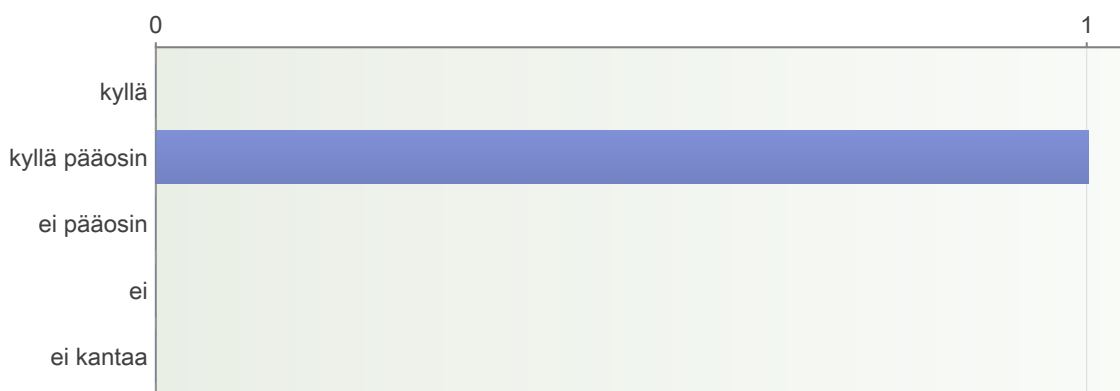 0 1
kyllä
kyllä pääosin
ei pääosin
ei
ei kantaa